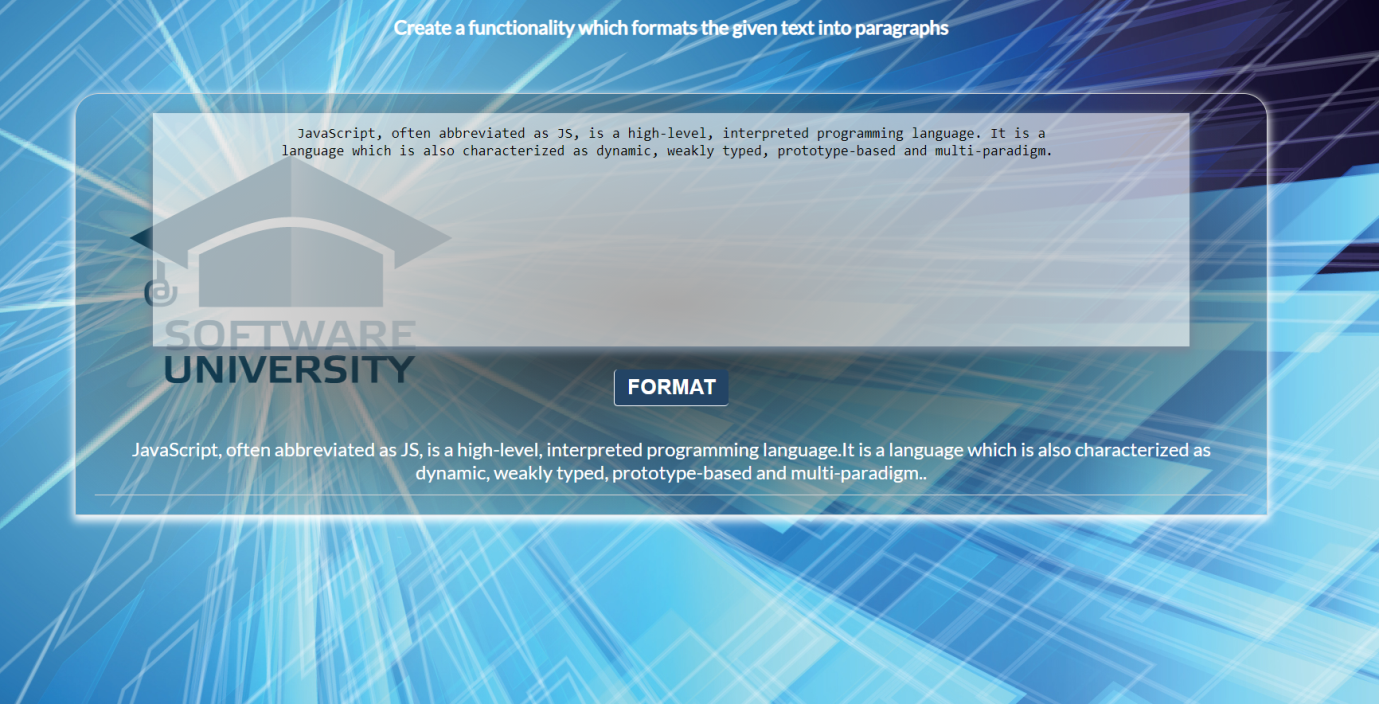 Create a functionality which formats the given text into paragraphs
JavaScript, often abbreviated as JS, is a high-level, interpreted programming language. It is a
language which is also characterized as dynamic, weakly typed, prototype-based and multi-paradigm.
SOFTWARE
UNIVERSITY
FORMAT
JavaScript, often abbreviated as JS, is a high-level, interpreted programming language.It is a language which is also characterized as
dynamic, weakly typed, prototype-based and multi-paradigm..